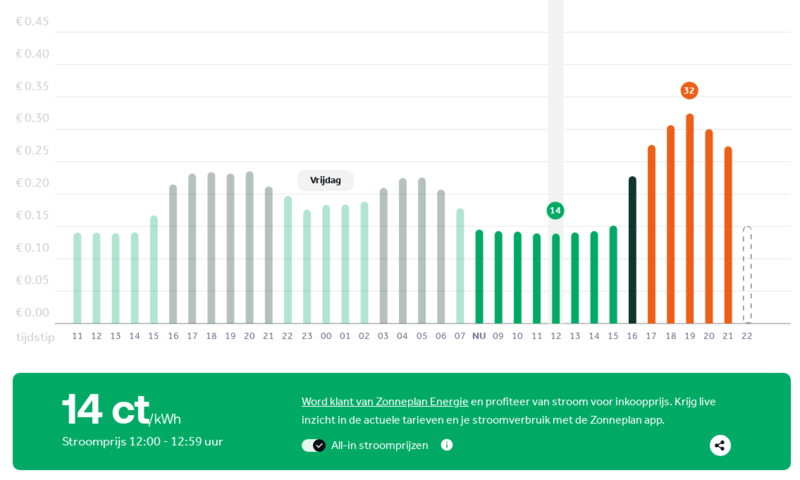 € 0.45
€ 0.40
€ 0.35
€ 0.30
€ 0.25
€ 0.20
€ 0.15
€ 0.10
€ 0.05
€ 0.00
32
Vrijdag
14
tijdstip 11 12 13 14 15 16 17 18 19 20 21 22 23 00 01 02 03 04 05 06 07 NU 09 10 11 12 13 14 15 16 17 18 19 20 21 22
14 ct/kWh
Stroomprijs 12:00 - 12:59 uur
Word klant van Zonneplan Energie en profiteer van stroom voor inkoopprijs. Krijg live
inzicht in de actuele tarieven en je stroomverbruik met de Zonneplan app.
All-in stroomprijzen